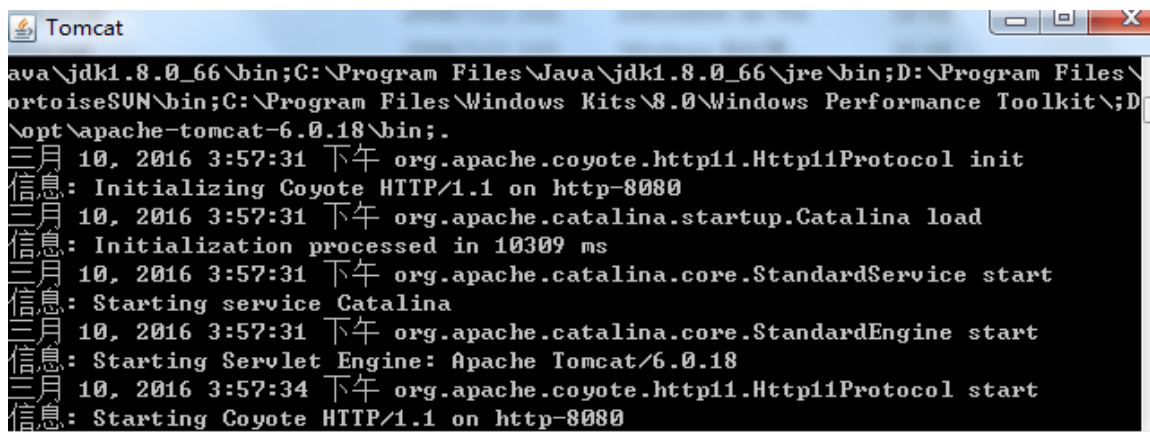 Tomcat
ava\jdk1.8.0_66\bin;C:\Program Files\Java\jdk1.8.0_66\jre\bin;D:\Program Files\
ortoiseSVN\bin;C:\Program Files\Windows Kits\8.0\Windows Performance Toolkit\;D
\opt\apache-tomcat-6.0.18\bin;.
三月 10, 2016 3:57:31 下午 org.apache.coyote.http11.Http11Protocol init
信息: Initializing Coyote HTTP/1.1 on http-8080
三月 10, 2016 3:57:31 下午 org.apache.catalina.startup.Catalina load
信息: Initialization processed in 10309 ms
三月 10, 2016 3:57:31 下午 org.apache.catalina.core.StandardService start
信息: Starting service Catalina
三月 10, 2016 3:57:31 下午 org.apache.catalina.core.StandardEngine start
信息: Starting Servlet Engine: Apache Tomcat/6.0.18
三月 10, 2016 3:57:34 下午 org.apache.coyote.http11.Http11Protocol start
信息: Starting Coyote HTTP/1.1 on http-8080